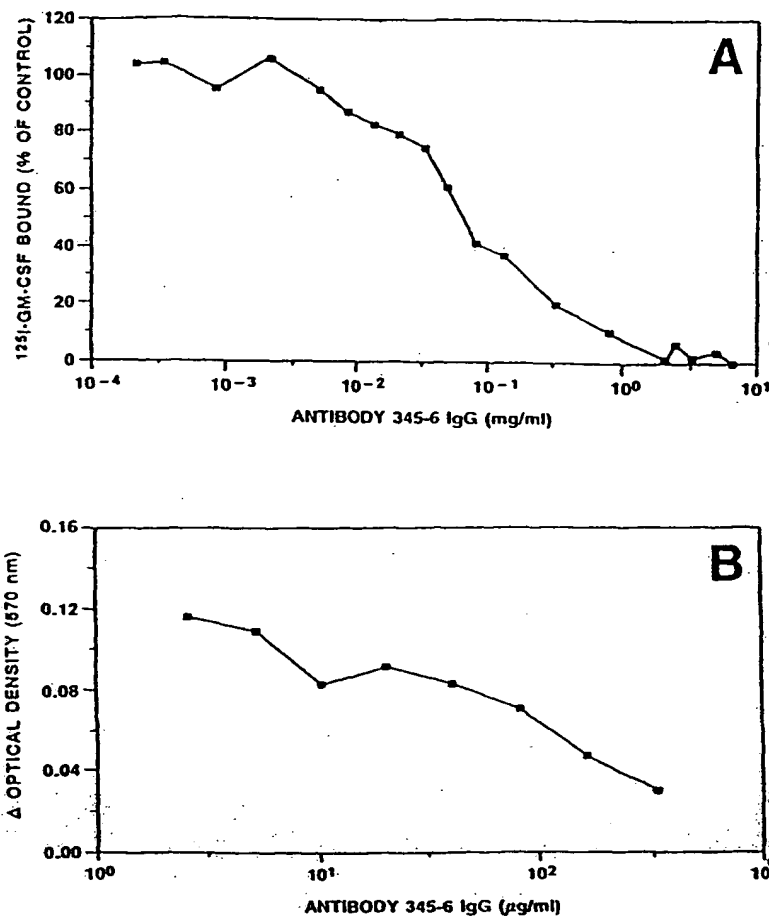 A
¹²⁵I-GM-CSF BOUND (% OF CONTROL)
120
100
80
60
40
20
0
10⁻⁴ 10⁻³ 10⁻² 10⁻¹ 10⁰ 10¹
ANTIBODY 345-6 IgG (mg/ml)
B
Δ OPTICAL DENSITY (570 nm)
0.16
0.12
0.08
0.04
0.00
10⁰ 10¹ 10²
ANTIBODY 345-6 IgG (µg/ml)